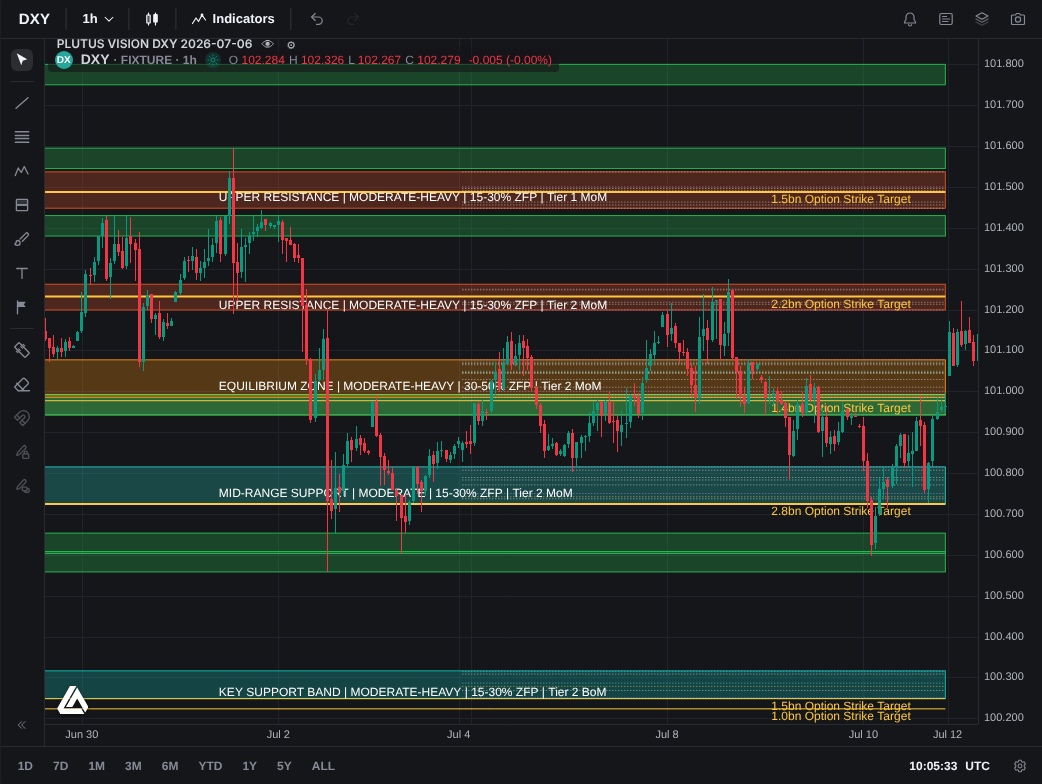 DXY 1h Indicators
PLUTUS VISION DXY 2026-07-06
DX DXY · FIXTURE · 1h O 102.284 H 102.326 L 102.267 C 102.279 -0.005 (-0.00%)
101.800
101.700
101.600
101.500
UPPER RESISTANCE | MODERATE-HEAVY | 15-30% ZFP | Tier 1 MoM
1.5bn Option Strike Target
101.400
101.300
UPPER RESISTANCE | MODERATE-HEAVY | 15-30% ZFP | Tier 2 MoM
2.2bn Option Strike Target
101.200
101.100
EQUILIBRIUM ZONE | MODERATE-HEAVY | 30-50% ZFP | Tier 2 MoM
101.000
1.4bn Option Strike Target
100.900
100.800
MID-RANGE SUPPORT | MODERATE | 15-30% ZFP | Tier 2 MoM
2.8bn Option Strike Target
100.700
100.600
100.500
100.400
100.300
KEY SUPPORT BAND | MODERATE-HEAVY | 15-30% ZFP | Tier 2 BoM
1.5bn Option Strike Target
1.0bn Option Strike Target
100.200
Jun 30 Jul 2 Jul 4 Jul 8 Jul 10 Jul 12
1D 7D 1M 3M 6M YTD 1Y 5Y ALL 10:05:33 UTC